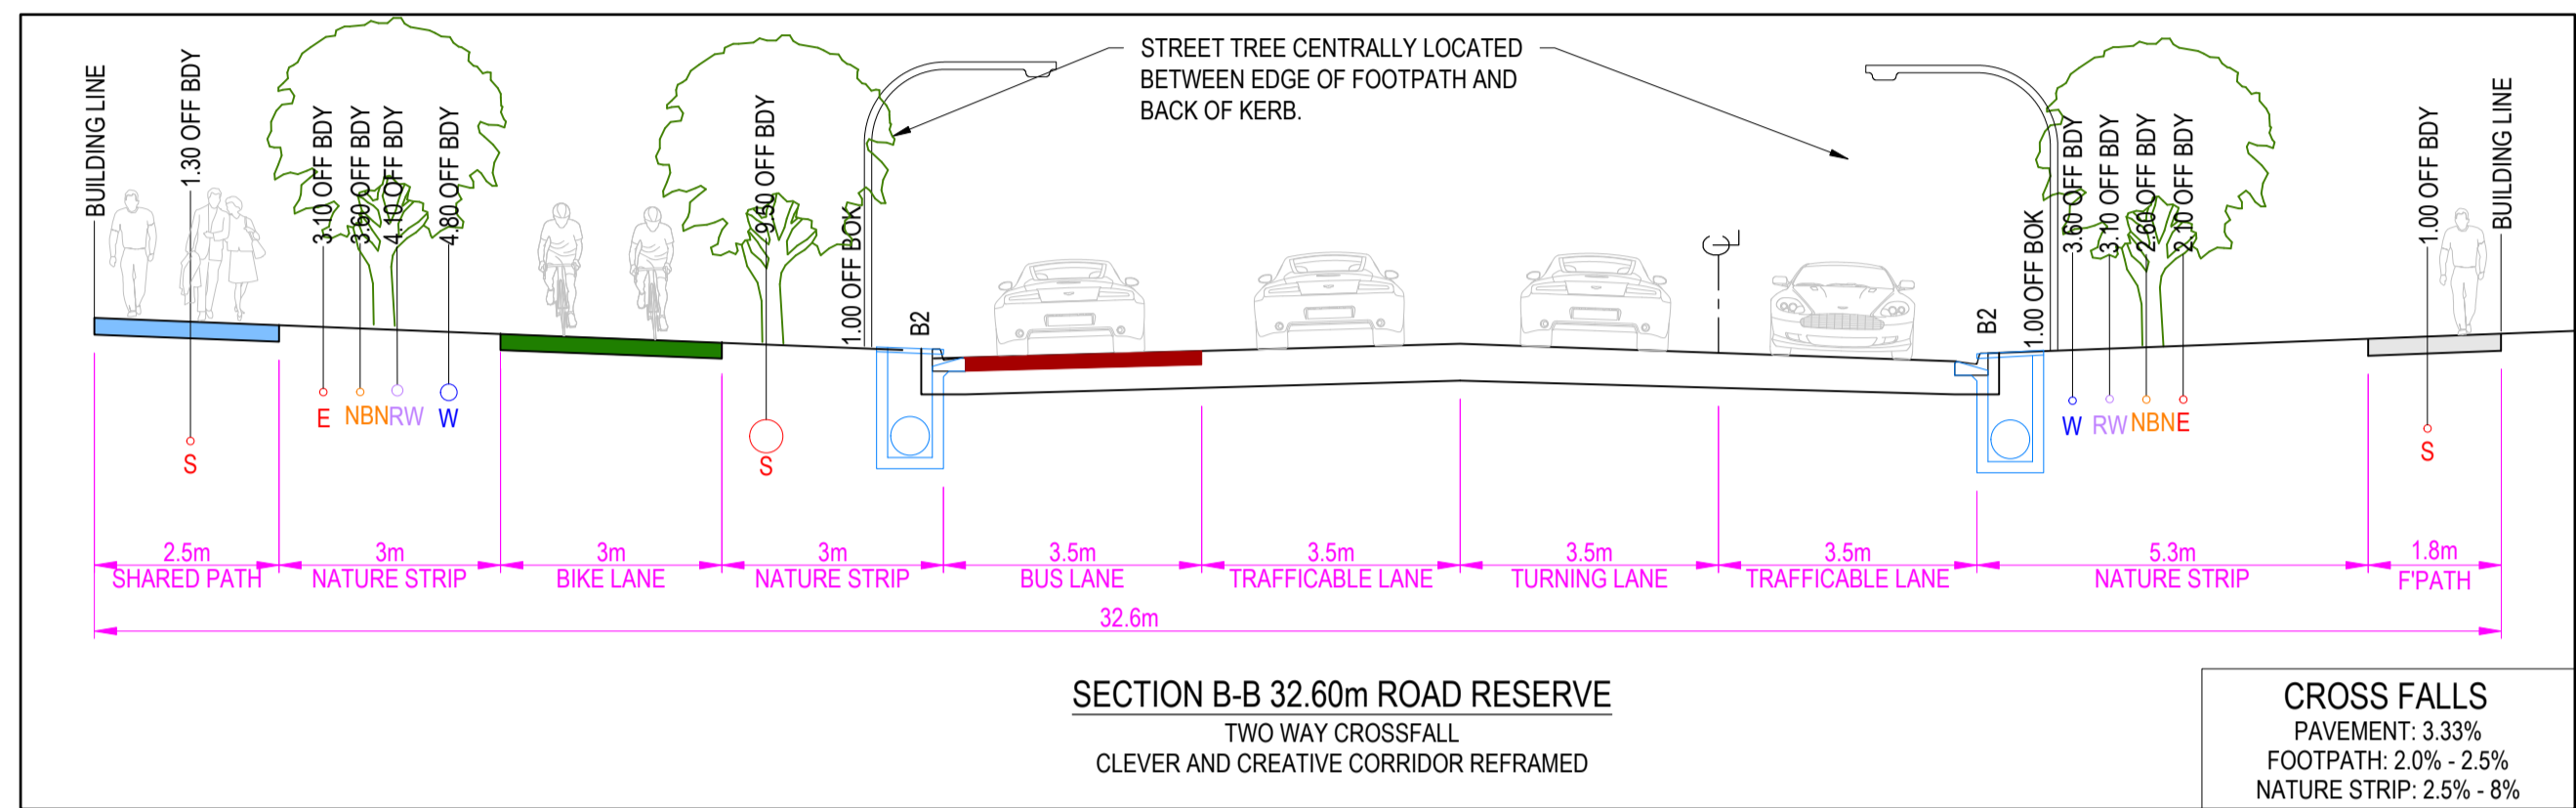 STREET TREE CENTRALLY LOCATED
BETWEEN EDGE OF FOOTPATH AND
BACK OF KERB.
BUILDING LINE
1.30 OFF BDY
3.10 OFF BDY
3.60 OFF BDY
4.10 OFF BDY
4.80 OFF BDY
9.50 OFF BDY
1.00 OFF BOK
B2
B2
1.00 OFF BOK
3.60 OFF BDY
3.10 OFF BDY
2.60 OFF BDY
2.10 OFF BDY
1.00 OFF BDY
BUILDING LINE
S
E
NBN
RW
W
S
W
RW
NBN
E
S
2.5m
SHARED PATH
3m
NATURE STRIP
3m
BIKE LANE
3m
NATURE STRIP
3.5m
BUS LANE
3.5m
TRAFFICABLE LANE
3.5m
TURNING LANE
3.5m
TRAFFICABLE LANE
5.3m
NATURE STRIP
1.8m
F'PATH
32.6m
SECTION B-B 32.60m ROAD RESERVE
TWO WAY CROSSFALL
CLEVER AND CREATIVE CORRIDOR REFRAMED
CROSS FALLS
PAVEMENT: 3.33%
FOOTPATH: 2.0% - 2.5%
NATURE STRIP: 2.5% - 8%